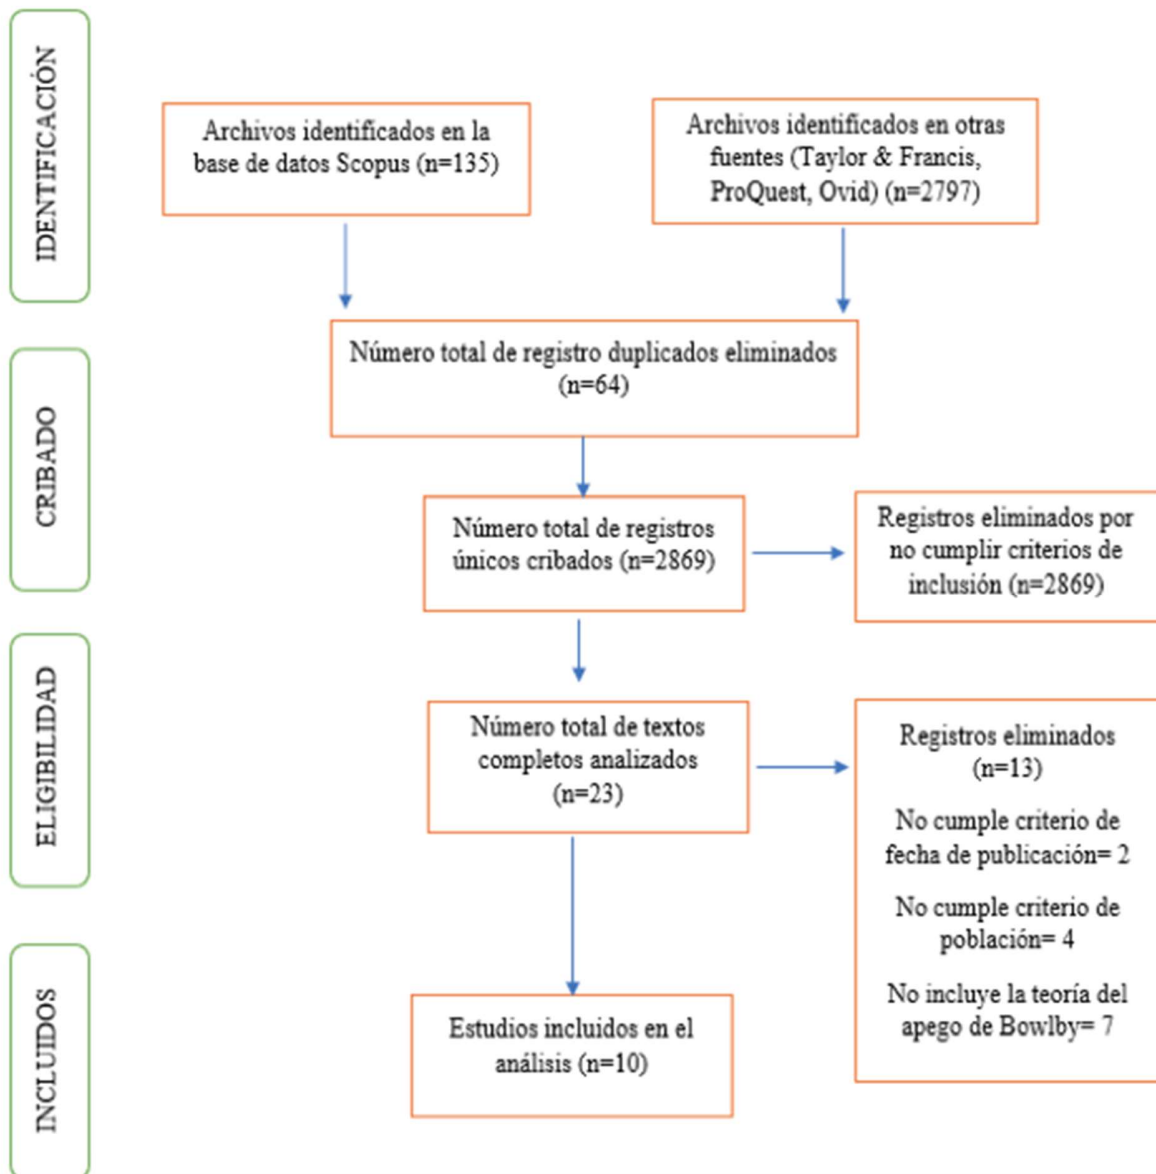 IDENTIFICACIÓN
Archivos identificados en la
base de datos Scopus (n=135)
Archivos identificados en otras
fuentes (Taylor & Francis,
ProQuest, Ovid) (n=2797)
Número total de registro duplicados eliminados
(n=64)
CRIBADO
Número total de registros
únicos cribados (n=2869)
Registros eliminados por
no cumplir criterios de
inclusión (n=2869)
ELIGIBILIDAD
Número total de textos
completos analizados
(n=23)
Registros eliminados
(n=13)
No cumple criterio de
fecha de publicación= 2
No cumple criterio de
población= 4
No incluye la teoría del
apego de Bowlby= 7
INCLUIDOS
Estudios incluidos en el
análisis (n=10)